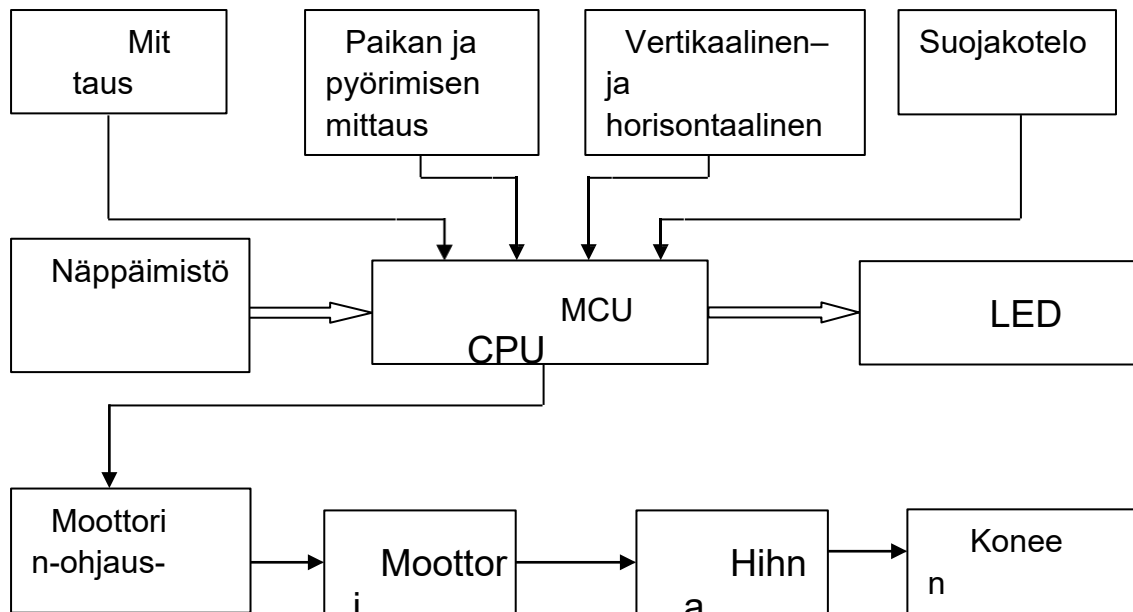 Mit
taus
Paikan ja
pyörimisen
mittaus
Vertikaalinen–
ja
horisontaalinen
Suojakotelo
Näppäimistö
MCU
CPU
LED
Moottori
n-ohjaus-
Moottor
i
Hihn
a
Konee
n